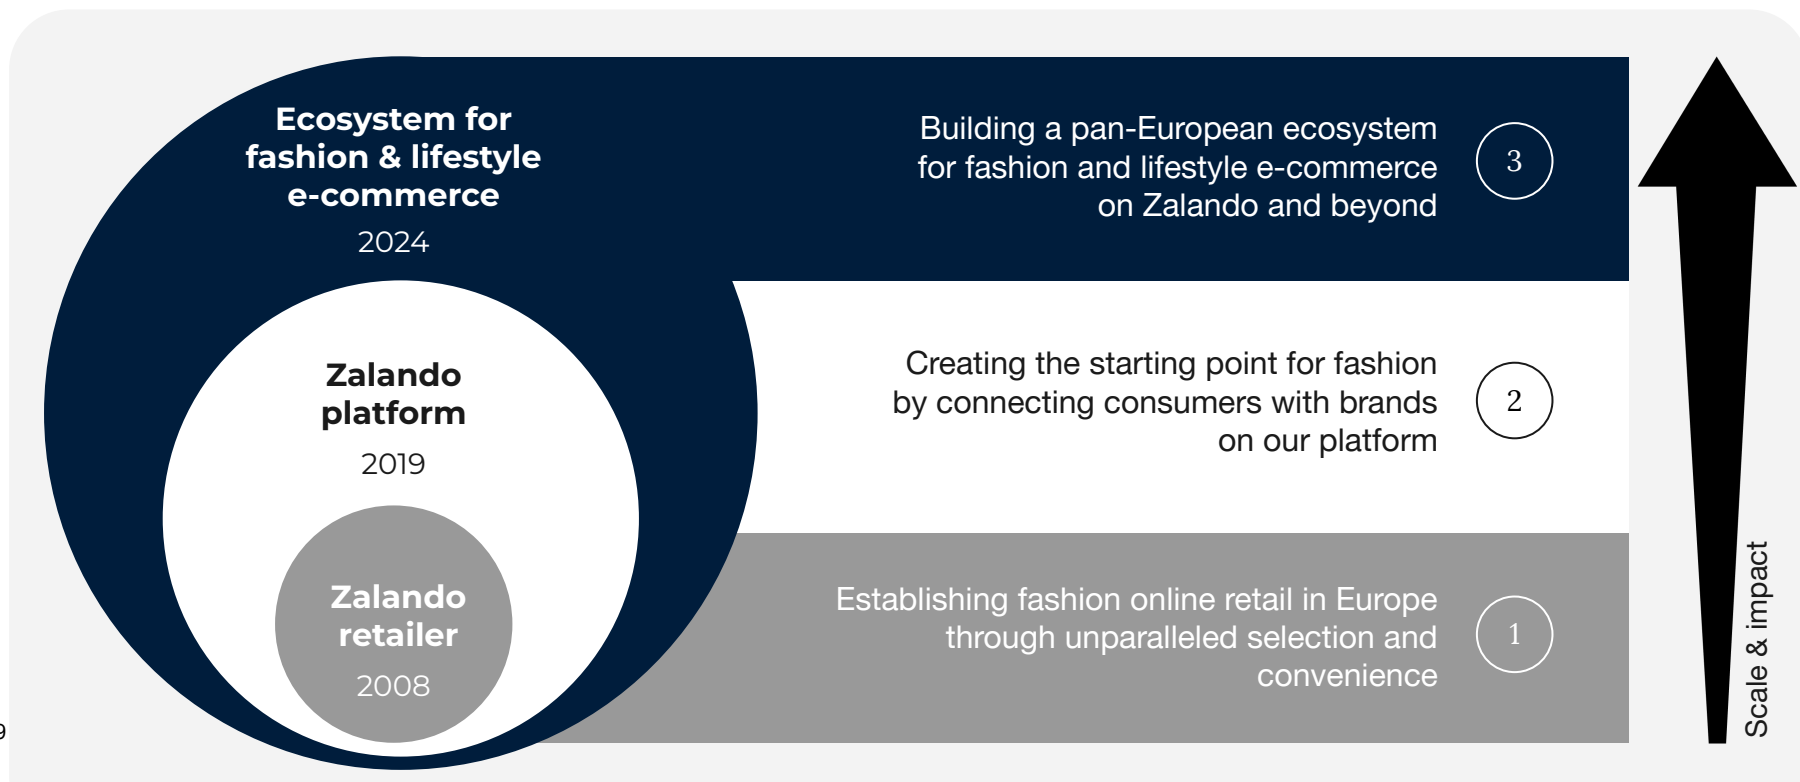 Ecosystem for
fashion & lifestyle
e-commerce
2024
Building a pan-European ecosystem
for fashion and lifestyle e-commerce
on Zalando and beyond
3
Zalando
platform
2019
Creating the starting point for fashion
by connecting consumers with brands
on our platform
2
Zalando
retailer
2008
Establishing fashion online retail in Europe
through unparalleled selection and
convenience
1
Scale & impact
9